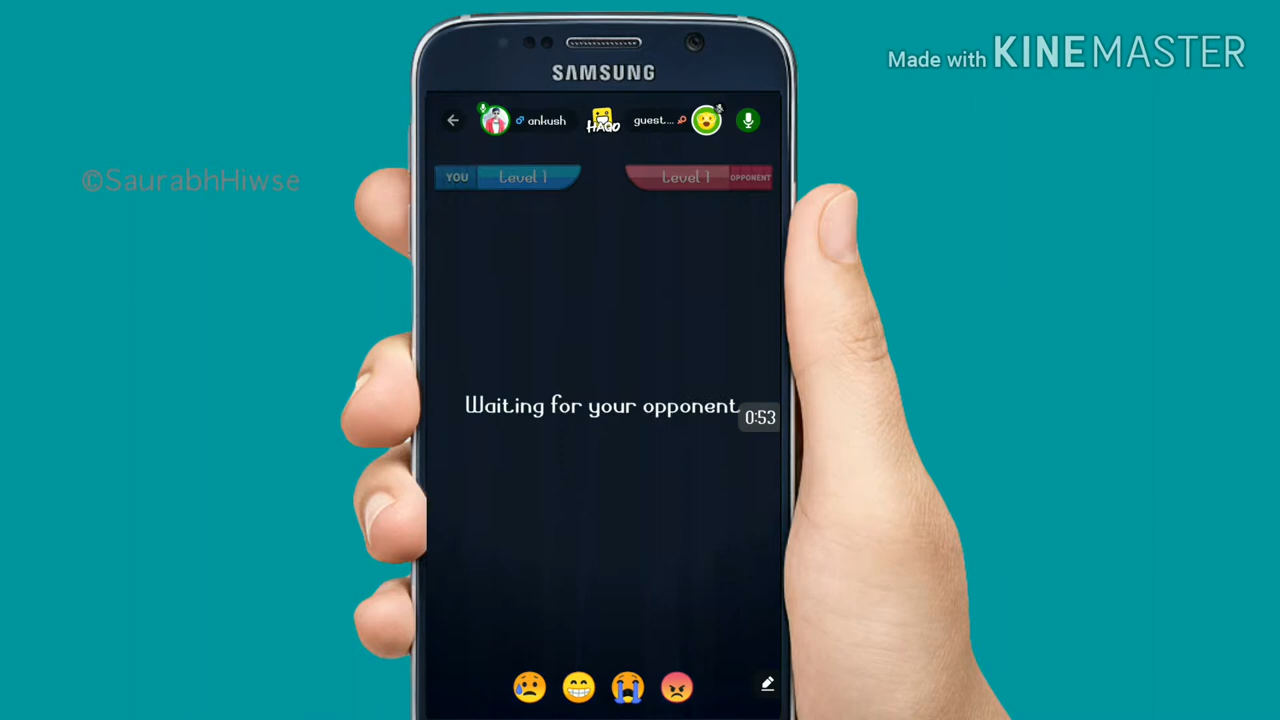 Made with KINEMASTER
SAMSUNG
ankush
HAGO
guest...
©SaurabhHiwse
YOU
Level 1
Level 1
OPPONENT
Waiting for your opponent
0:53